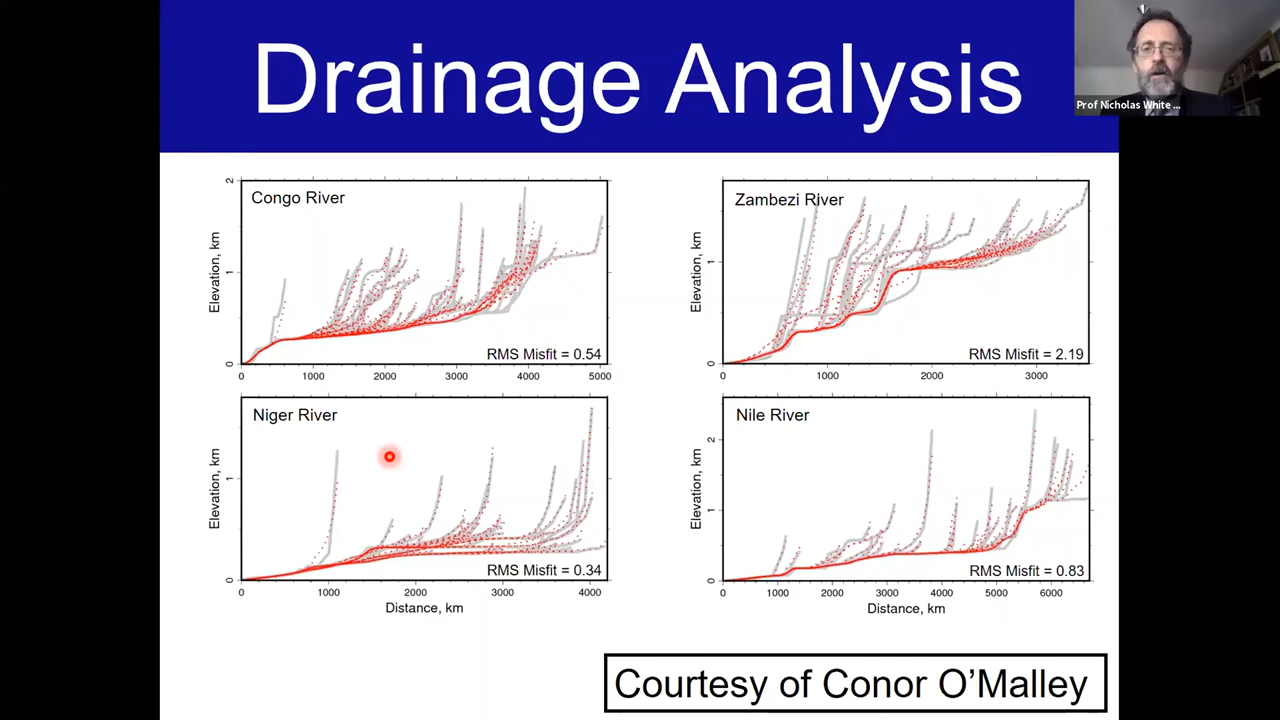 Drainage Analysis
Prof Nicholas White ...
Congo River
Elevation, km
2
1
0
RMS Misfit = 0.54
0 1000 2000 3000 4000 5000
Zambezi River
Elevation, km
1
0
RMS Misfit = 2.19
0 1000 2000 3000
Niger River
Elevation, km
1
0
RMS Misfit = 0.34
0 1000 2000 3000 4000
Distance, km
Nile River
Elevation, km
2
1
0
RMS Misfit = 0.83
0 1000 2000 3000 4000 5000 6000
Distance, km
Courtesy of Conor O’Malley